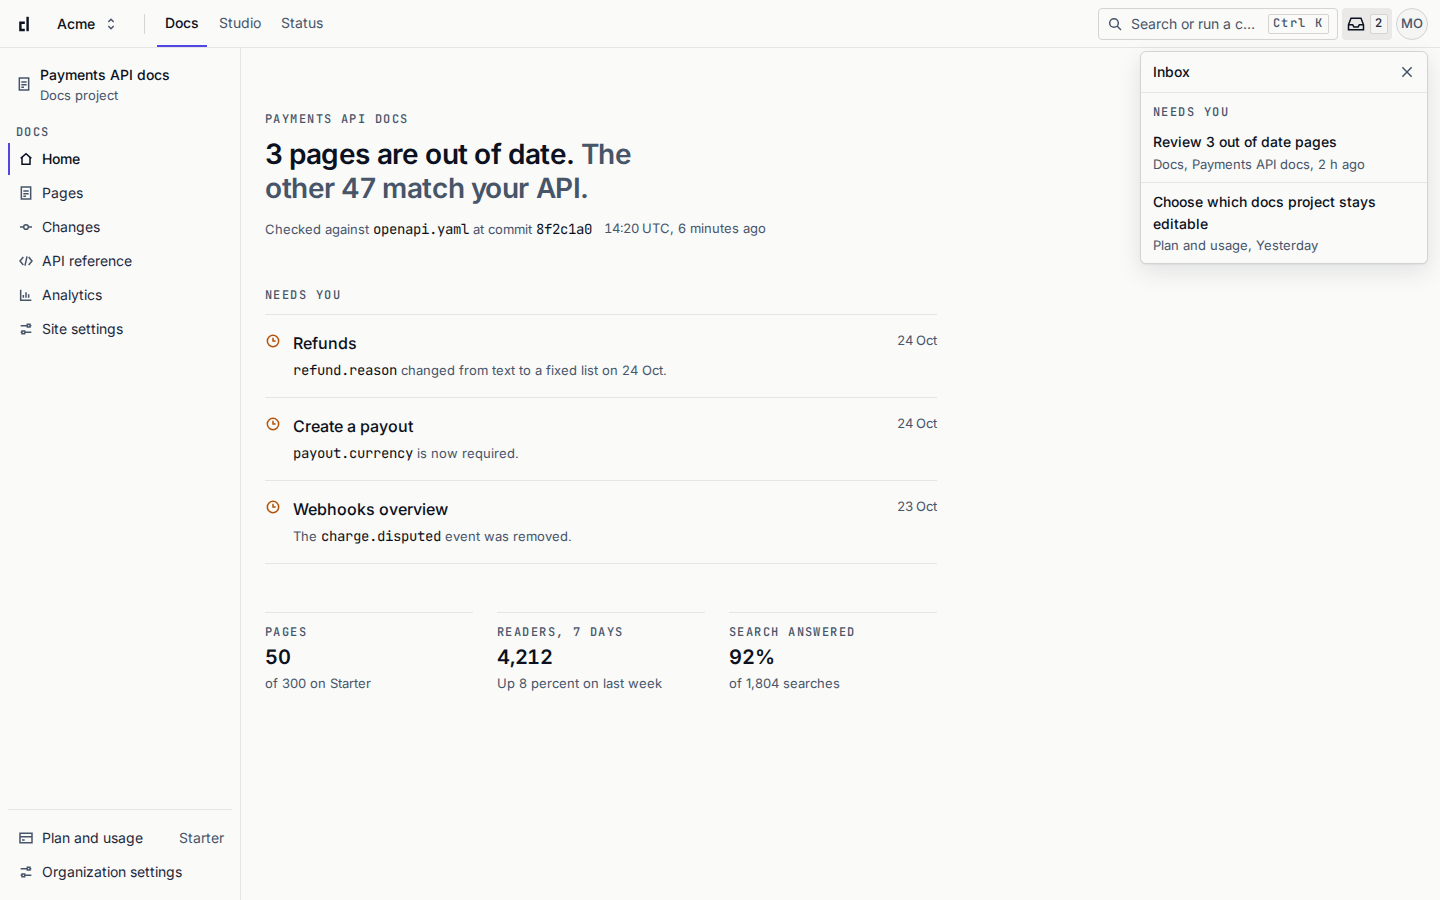 Acme
Docs
Studio
Status
Search or run a c...
Ctrl K
2
MO
Payments API docs
Docs project
DOCS
Home
Pages
Changes
API reference
Analytics
Site settings
Plan and usage
Starter
Organization settings
PAYMENTS API DOCS
3 pages are out of date. The
other 47 match your API.
Checked against openapi.yaml at commit 8f2c1a0 14:20 UTC, 6 minutes ago
NEEDS YOU
Refunds
24 Oct
refund.reason changed from text to a fixed list on 24 Oct.
Create a payout
24 Oct
payout.currency is now required.
Webhooks overview
23 Oct
The charge.disputed event was removed.
PAGES
50
of 300 on Starter
READERS, 7 DAYS
4,212
Up 8 percent on last week
SEARCH ANSWERED
92%
of 1,804 searches
Inbox
NEEDS YOU
Review 3 out of date pages
Docs, Payments API docs, 2 h ago
Choose which docs project stays
editable
Plan and usage, Yesterday